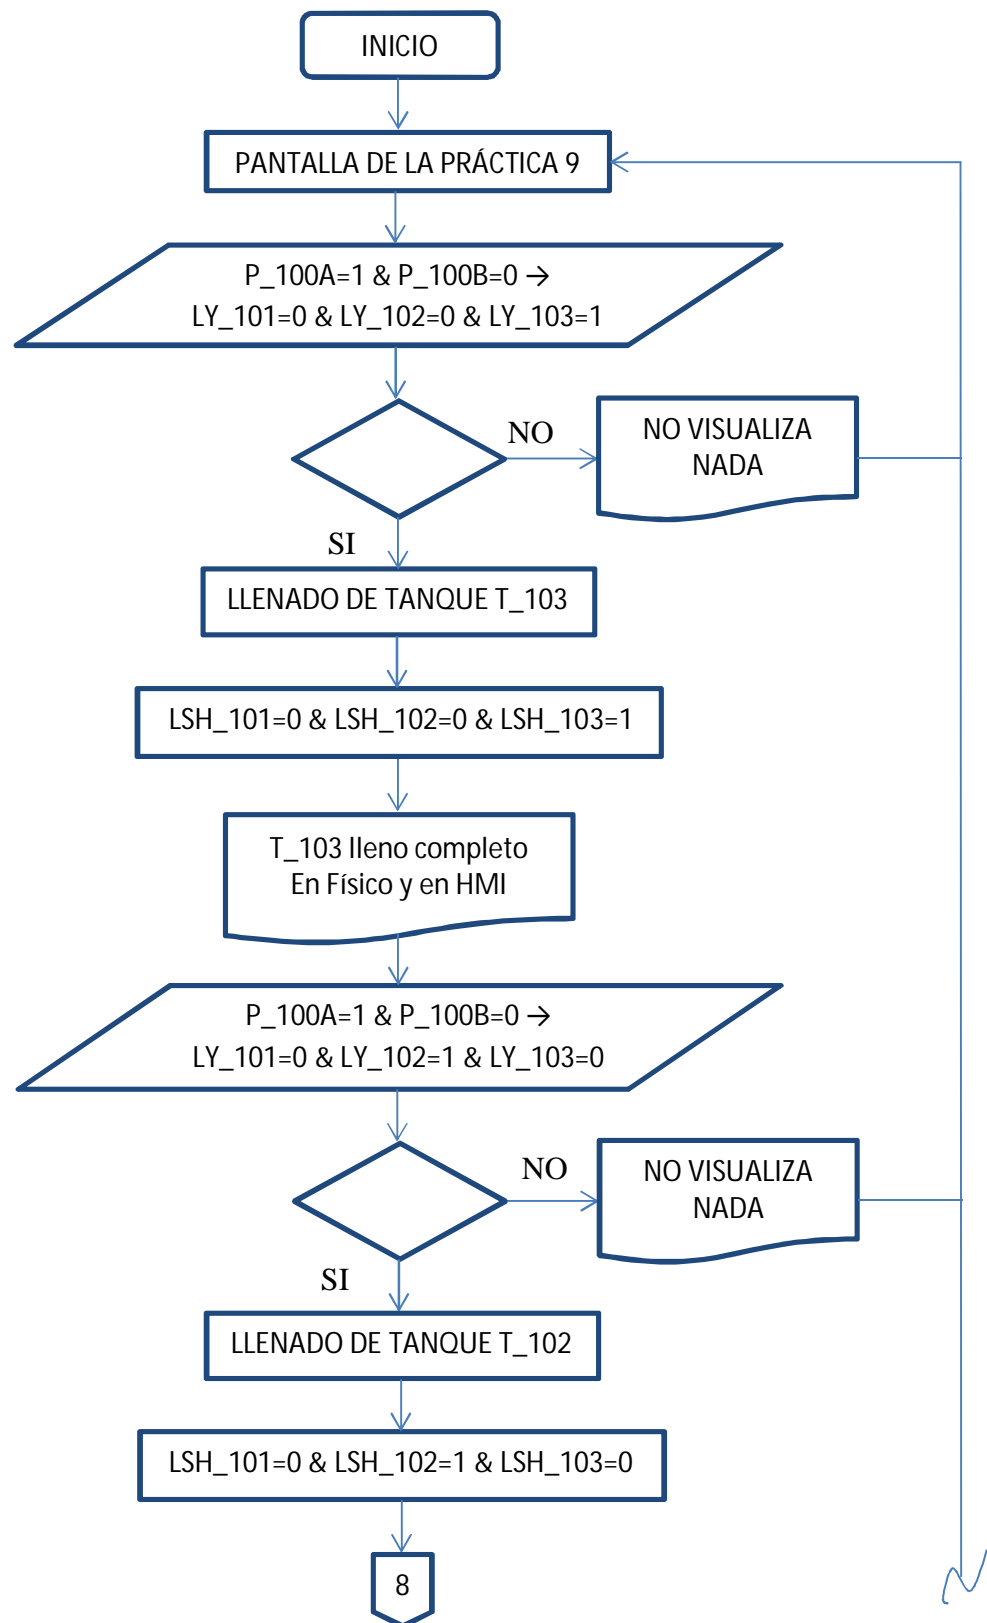 INICIO
PANTALLA DE LA PRÁCTICA 9
P_100A=1 & P_100B=0 →
LY_101=0 & LY_102=0 & LY_103=1
NO
NO VISUALIZA
NADA
SI
LLENADO DE TANQUE T_103
LSH_101=0 & LSH_102=0 & LSH_103=1
T_103 lleno completo
En Físico y en HMI
P_100A=1 & P_100B=0 →
LY_101=0 & LY_102=1 & LY_103=0
NO
NO VISUALIZA
NADA
SI
LLENADO DE TANQUE T_102
LSH_101=0 & LSH_102=1 & LSH_103=0
8